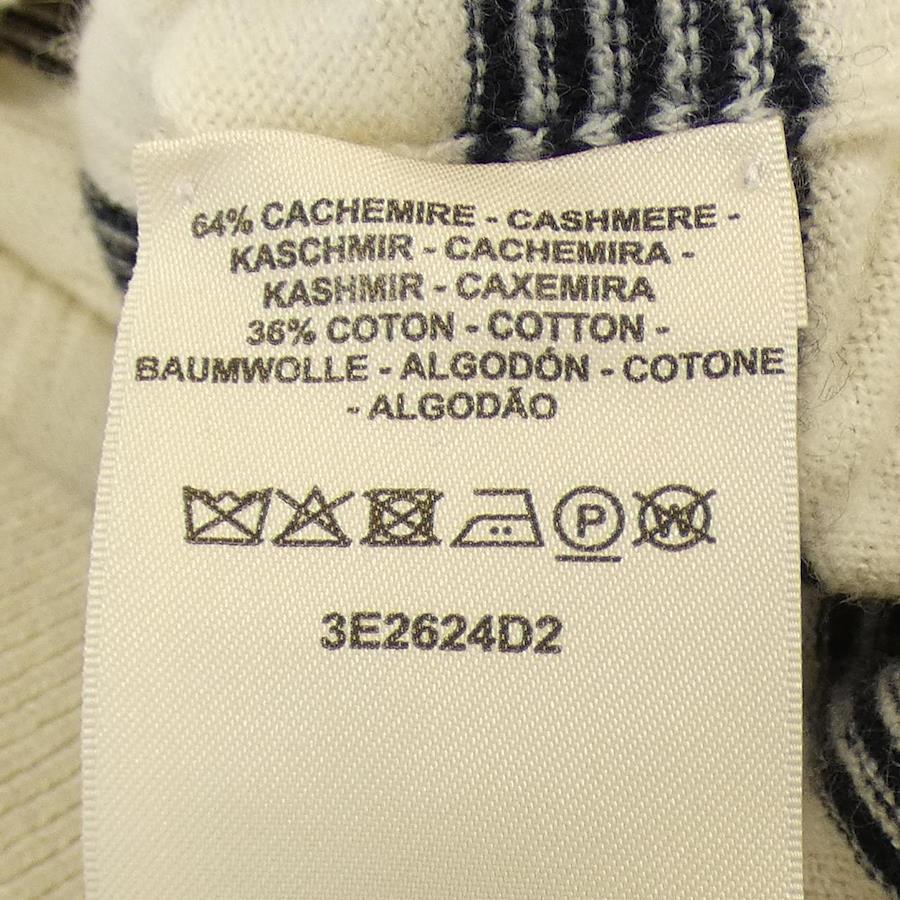 64% CACHEMIRE - CASHMERE -
KASCHMIR - CACHEMIRA -
KASHMIR - CAXEMIRA
36% COTON - COTTON -
BAUMWOLLE - ALGODÓN - COTONE
- ALGODÃO
P W
3E2624D2